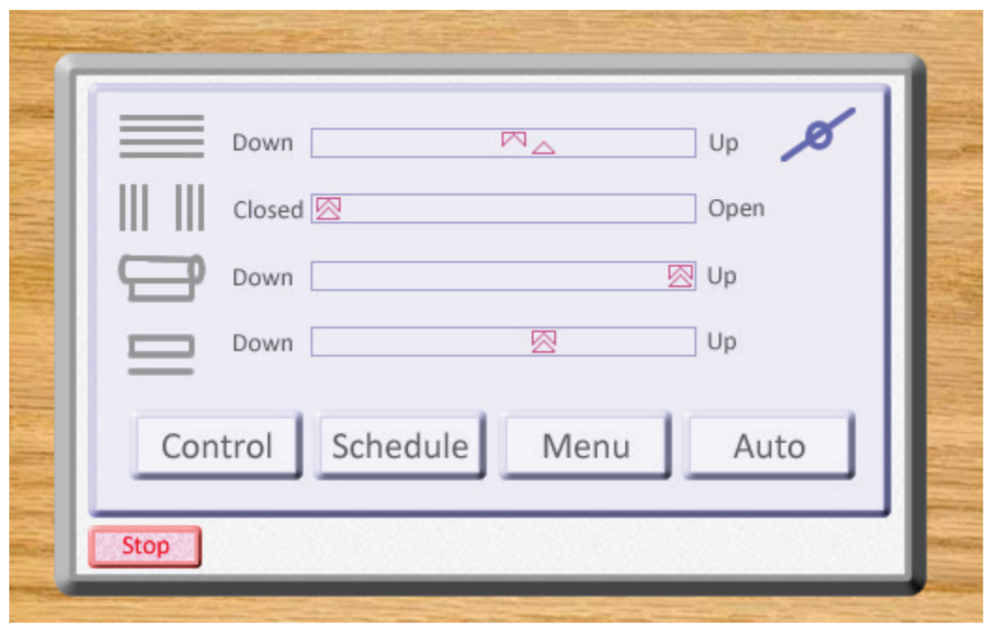 Down Up
Closed Open
Down Up
Down Up
Control Schedule Menu Auto
Stop